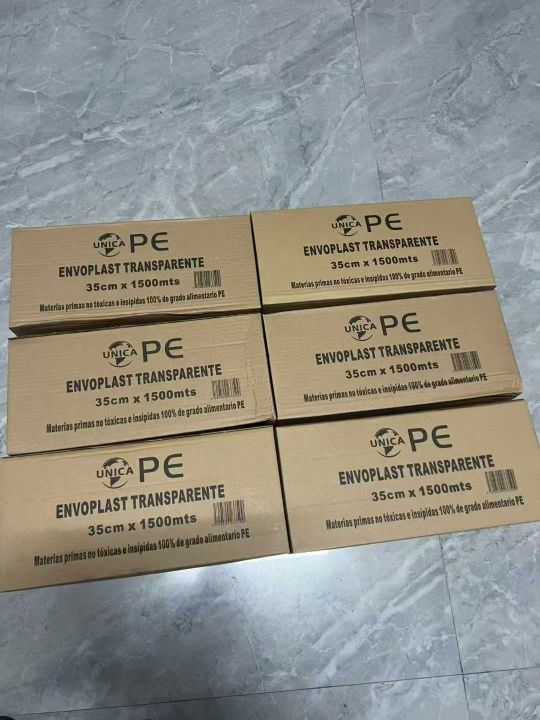 UNICA PE
ENVOPLAST TRANSPARENTE
35cm x 1500mts
Materias primas no tóxicas e insípidas 100% de grado alimentario PE
UNICA PE
ENVOPLAST TRANSPARENTE
35cm x 1500mts
Materias primas no tóxicas e insípidas 100% de grado alimentario PE
UNICA PE
ENVOPLAST TRANSPARENTE
35cm x 1500mts
Materias primas no tóxicas e insípidas 100% de grado alimentario PE
UNICA PE
ENVOPLAST TRANSPARENTE
35cm x 1500mts
Materias primas no tóxicas e insípidas 100% de grado alimentario PE
UNICA PE
ENVOPLAST TRANSPARENTE
35cm x 1500mts
Materias primas no tóxicas e insípidas 100% de grado alimentario PE
UNICA PE
ENVOPLAST TRANSPARENTE
35cm x 1500mts
Materias primas no tóxicas e insípidas 100% de grado alimentario PE